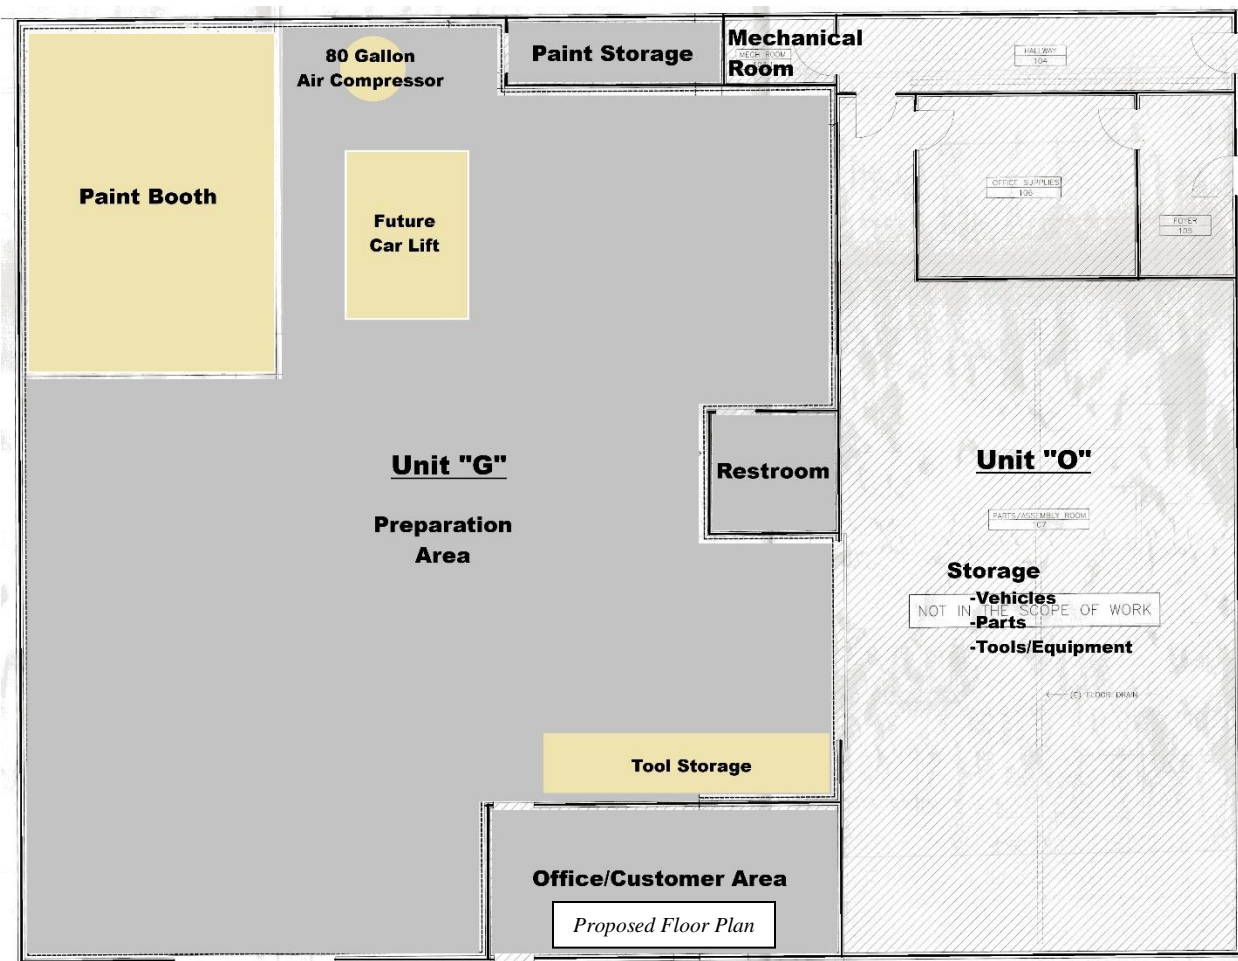 80 Gallon
Air Compressor
Paint Storage
Mechanical
Room
MECH ROOM
HALLWAY
104
Paint Booth
Future
Car Lift
OFFICE SUPPLIES
106
FOYER
Unit "G"
Preparation
Area
Restroom
Unit "O"
PARTS/ASSEMBLY ROOM
107
Storage
-Vehicles
NOT IN THE SCOPE OF WORK
-Parts
-Tools/Equipment
(E) FLOOR DRAIN
Tool Storage
Office/Customer Area
Proposed Floor Plan